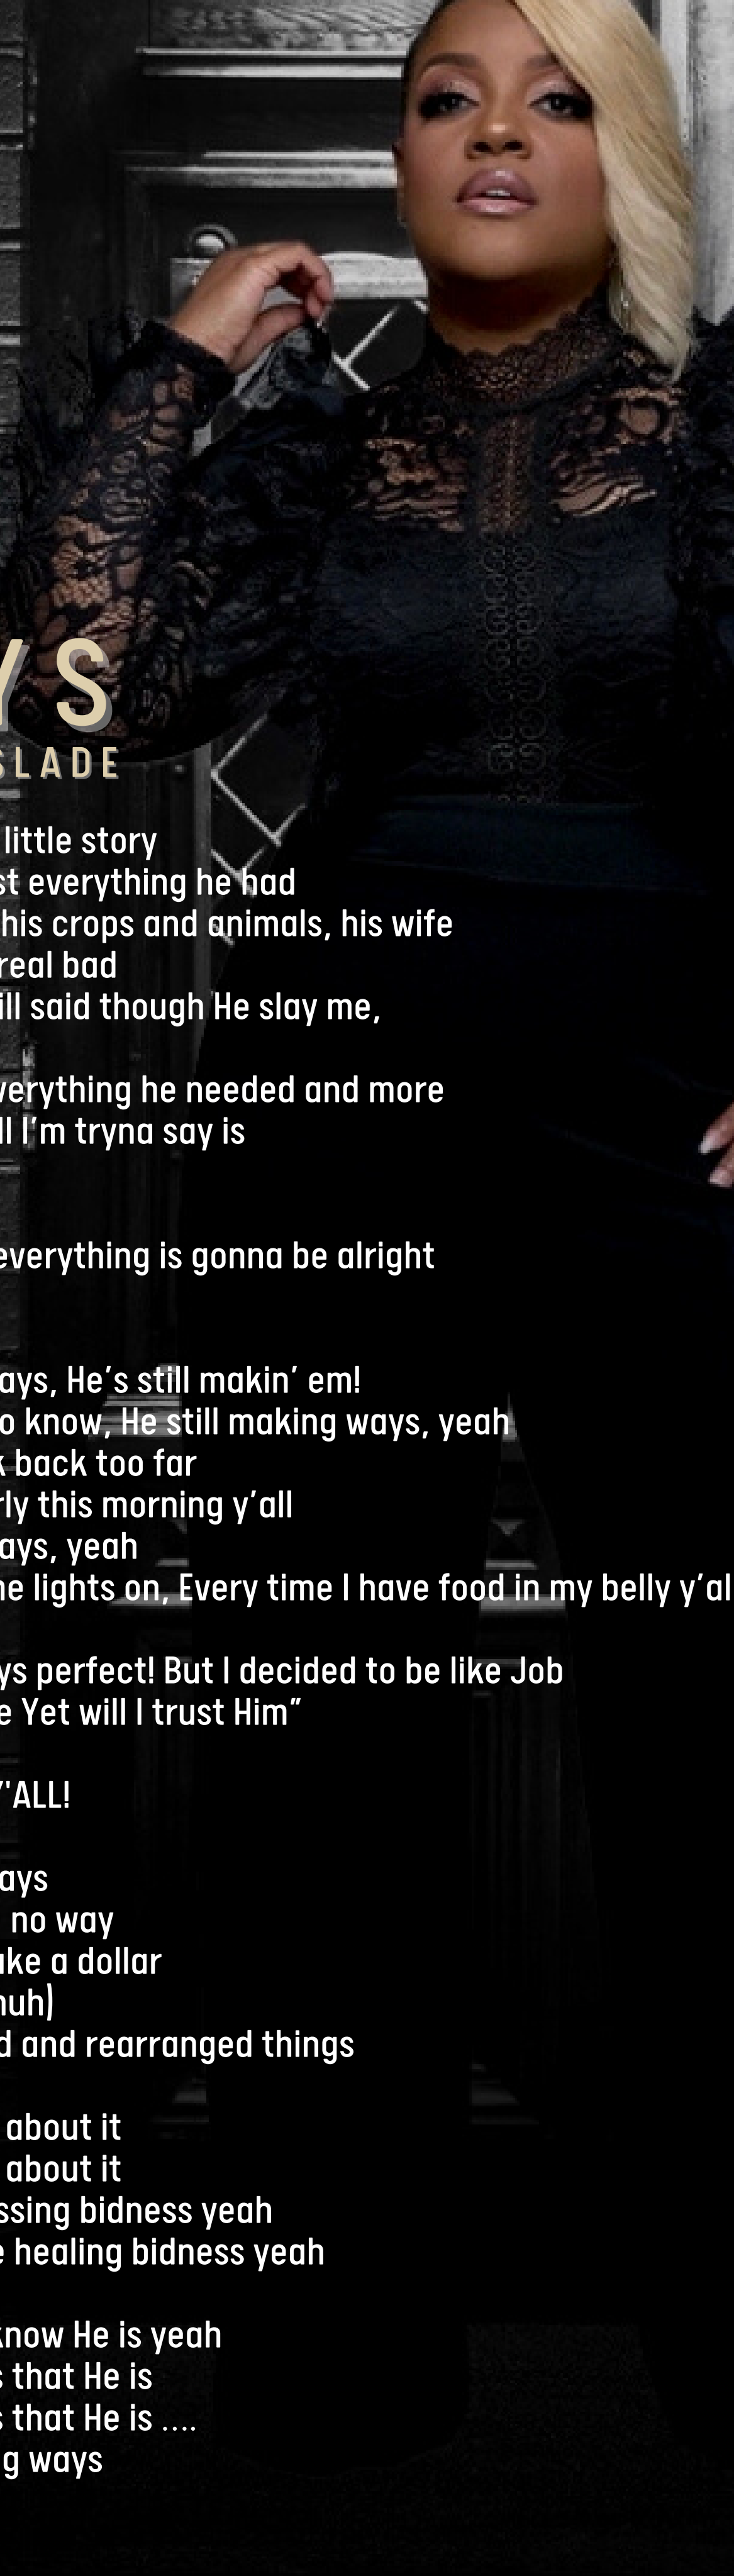 YS
SLADE
little story
st everything he had
his crops and animals, his wife
real bad
ill said though He slay me,
verything he needed and more
ll I'm tryna say is
everything is gonna be alright
ays, He's still makin' em!
o know, He still making ways, yeah
k back too far
rly this morning y'all
ays, yeah
he lights on, Every time I have food in my belly y'al
ys perfect! But I decided to be like Job
e Yet will I trust Him”
Y'ALL!
ays
no way
ake a dollar
huh)
d and rearranged things
about it
about it
ssing bidness yeah
e healing bidness yeah
know He is yeah
s that He is
s that He is ....
g ways